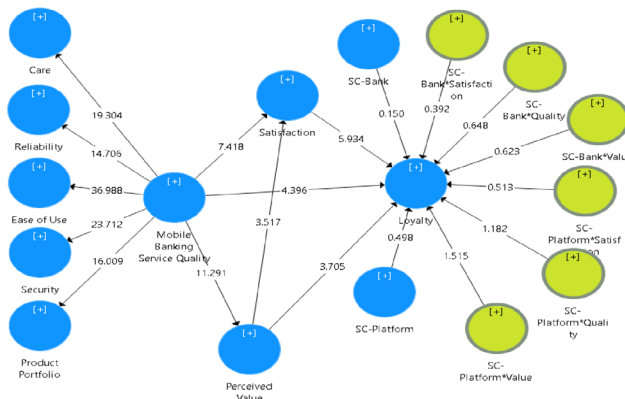 [+]
Care
[+]
Reliability
[+]
Ease of Use
[+]
Security
[+]
Product
Portfolio
19.304
14.706
36.988
23.712
16.009
[+]
Mobile
Banking
Service Quality
7.418
4.396
11.291
3.517
[+]
Satisfaction
5.934
[+]
Perceived
Value
3.705
[+]
SC-Bank
0.150
[+]
SC-
Bank*Satisfacti
on
0.392
[+]
SC-
Bank*Quality
0.648
[+]
SC-Bank*Value
0.623
[+]
Loyalty
0.513
[+]
SC-
Platform*Satisf
on
1.182
[+]
SC-
Platform*Quali
ty
1.515
[+]
SC-
Platform*Value
0.498
[+]
SC-Platform